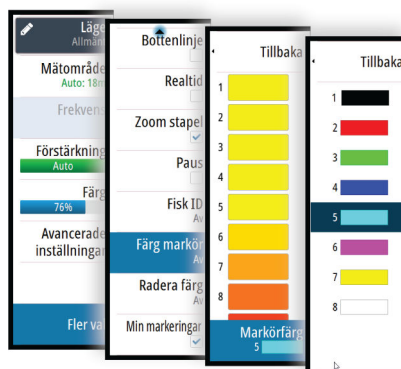 Läge
Allmänt
Mätområde
Auto: 18m
Frekvens
Förstärkning
Auto
Färg
76%
Avancerade
inställningar
Fler val
Bottenlinje
Realtid
Zoom stapel
Paus
Fisk ID
Av
Färg markör
Av
Radera färg
Av
Min markeringar
Tillbaka
1
2
3
4
5
6
7
8
Markörfärg
5
Tillbaka
1
2
3
4
5
6
7
8